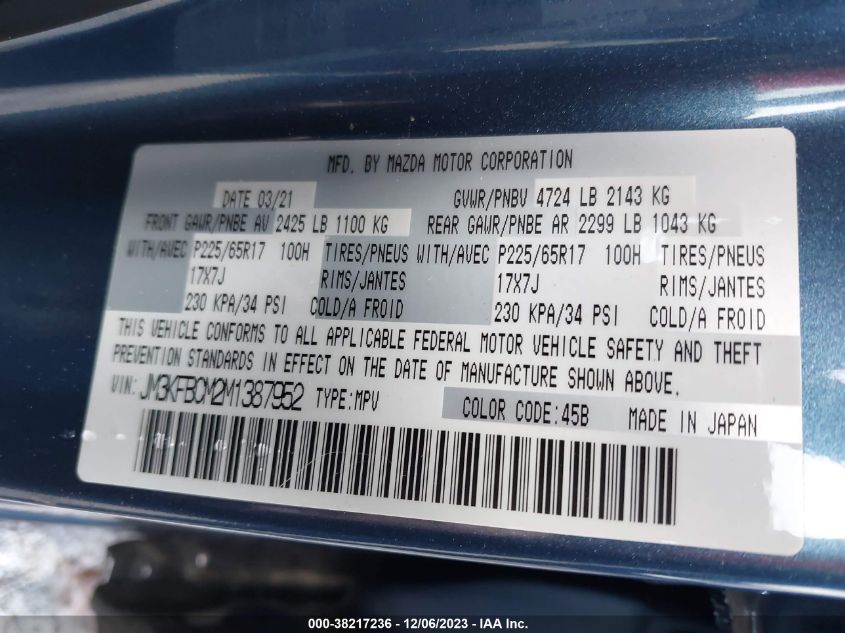 MFD. BY MAZDA MOTOR CORPORATION
DATE 03/21 GVWR/PNBV 4724 LB 2143 KG
FRONT GAWR/PNBE AV 2425 LB 1100 KG REAR GAWR/PNBE AR 2299 LB 1043 KG
WITH/AVEC P225/65R17 100H TIRES/PNEUS WITH/AVEC P225/65R17 100H TIRES/PNEUS
17X7J RIMS/JANTES 17X7J RIMS/JANTES
230 KPA/34 PSI COLD/A FROID 230 KPA/34 PSI COLD/A FROID
THIS VEHICLE CONFORMS TO ALL APPLICABLE FEDERAL MOTOR VEHICLE SAFETY AND THEFT
PREVENTION STANDARDS IN EFFECT ON THE DATE OF MANUFACTURE SHOWN ABOVE.
VIN: JM3KFBCM2M1387952 TYPE:MPV COLOR CODE:45B MADE IN JAPAN
000-38217236 - 12/06/2023 - IAA Inc.